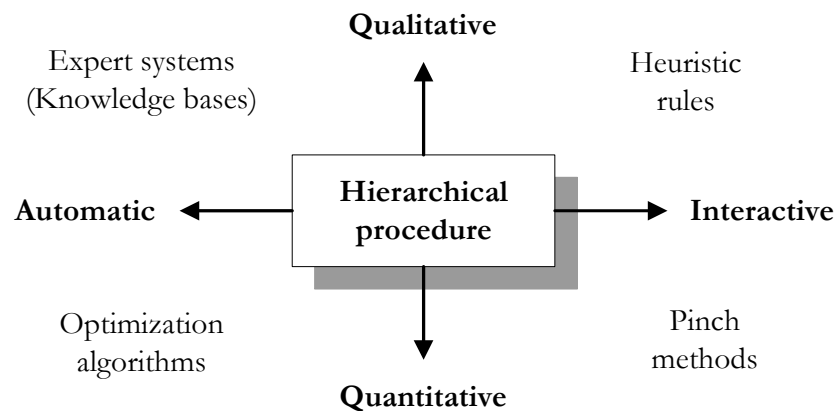 Qualitative
Expert systems
(Knowledge bases)
Heuristic
rules
Automatic
Hierarchical
procedure
Interactive
Optimization
algorithms
Pinch
methods
Quantitative